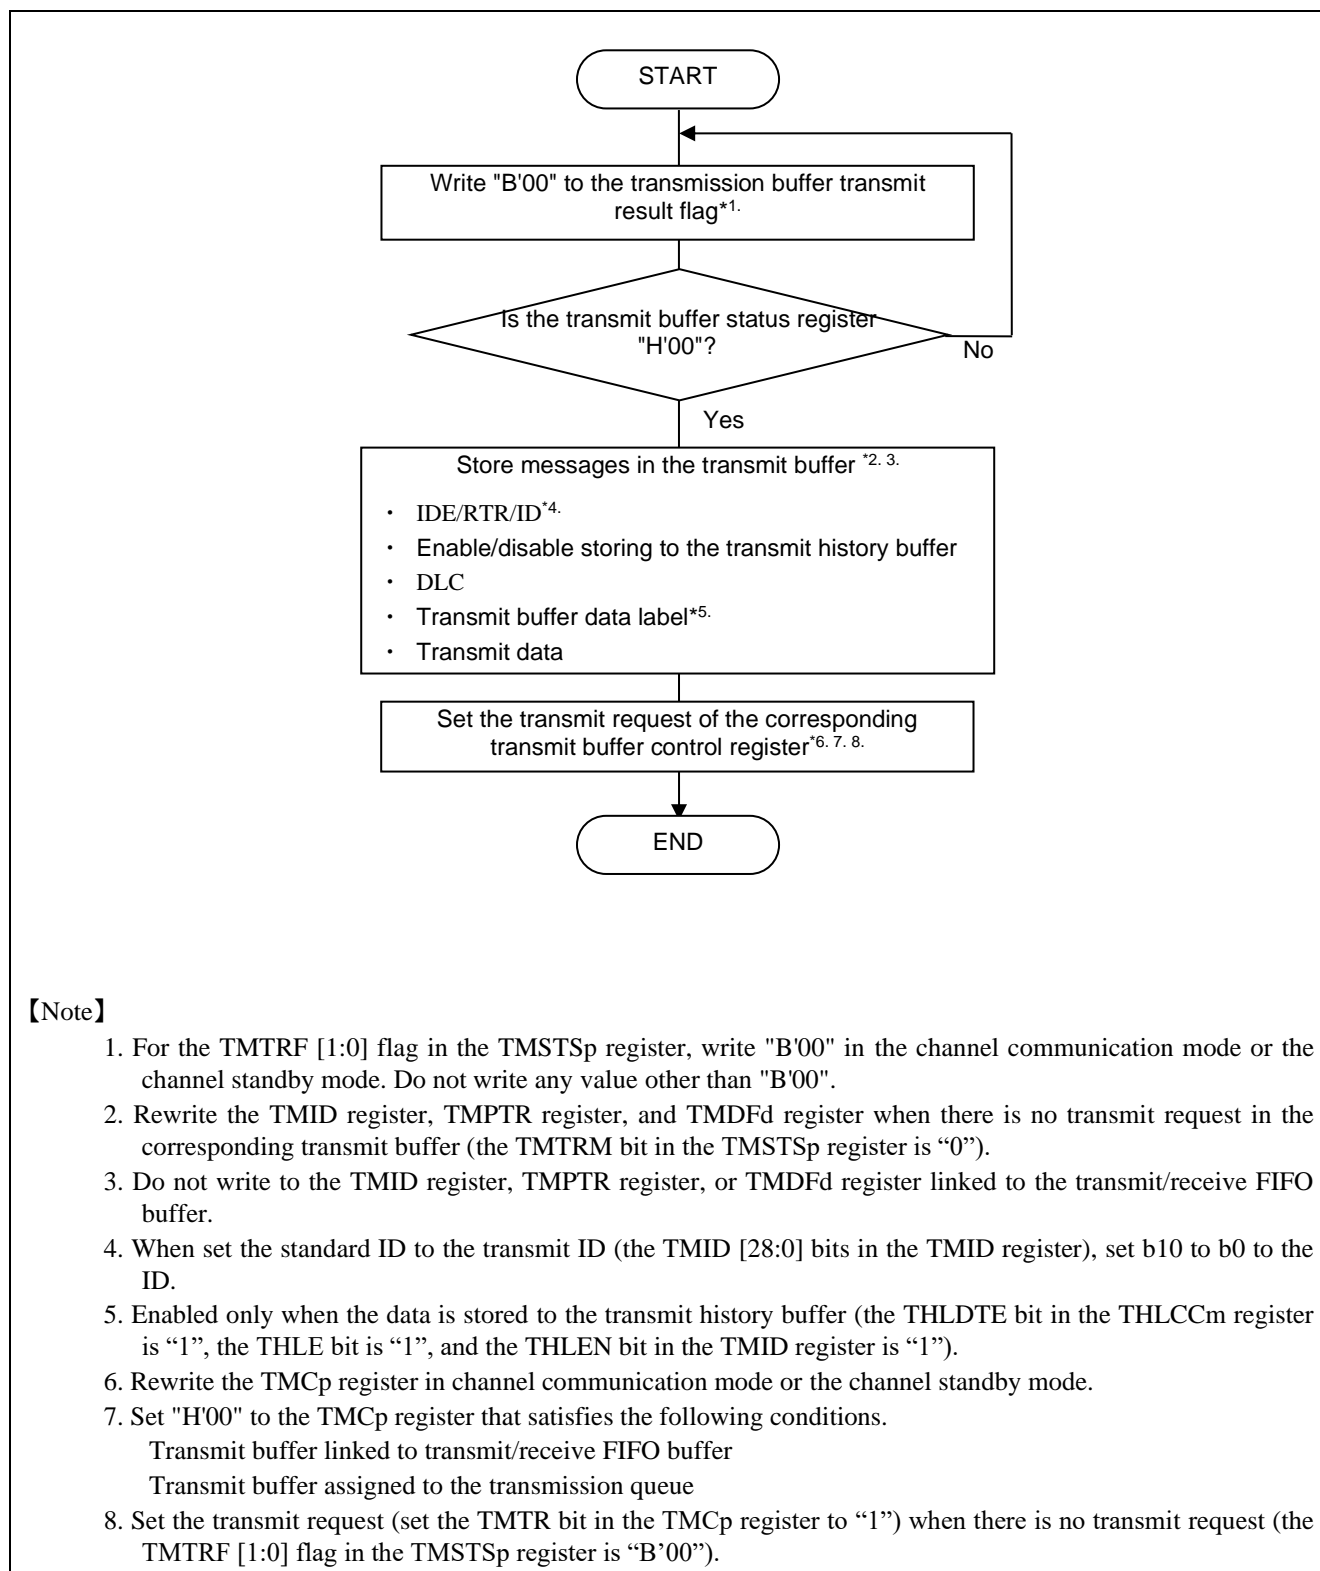 START
Write "B'00" to the transmission buffer transmit
result flag*1.
Is the transmit buffer status register
"H'00"?
No
Yes
Store messages in the transmit buffer *2. 3.
・ IDE/RTR/ID*4.
・ Enable/disable storing to the transmit history buffer
・ DLC
・ Transmit buffer data label*5.
・ Transmit data
Set the transmit request of the corresponding
transmit buffer control register*6. 7. 8.
END
【Note】
1. For the TMTRF [1:0] flag in the TMSTSp register, write "B'00" in the channel communication mode or the
channel standby mode. Do not write any value other than "B'00".
2. Rewrite the TMID register, TMPTR register, and TMDFd register when there is no transmit request in the
corresponding transmit buffer (the TMTRM bit in the TMSTSp register is “0”).
3. Do not write to the TMID register, TMPTR register, or TMDFd register linked to the transmit/receive FIFO
buffer.
4. When set the standard ID to the transmit ID (the TMID [28:0] bits in the TMID register), set b10 to b0 to the
ID.
5. Enabled only when the data is stored to the transmit history buffer (the THLDTE bit in the THLCCm register
is “1”, the THLE bit is “1”, and the THLEN bit in the TMID register is “1”).
6. Rewrite the TMCp register in channel communication mode or the channel standby mode.
7. Set "H'00" to the TMCp register that satisfies the following conditions.
Transmit buffer linked to transmit/receive FIFO buffer
Transmit buffer assigned to the transmission queue
8. Set the transmit request (set the TMTR bit in the TMCp register to “1”) when there is no transmit request (the
TMTRF [1:0] flag in the TMSTSp register is “B’00”).